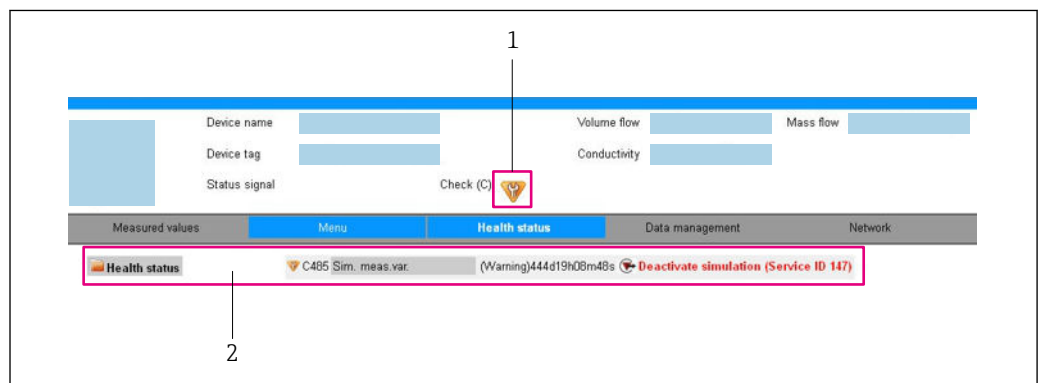 1
Device name Volume flow Mass flow
Device tag Conductivity
Status signal Check (C)
Measured values Menu Health status Data management Network
Health status C485 Sim. meas.var. (Warning)444d19h08m48s Deactivate simulation (Service ID 147)
2